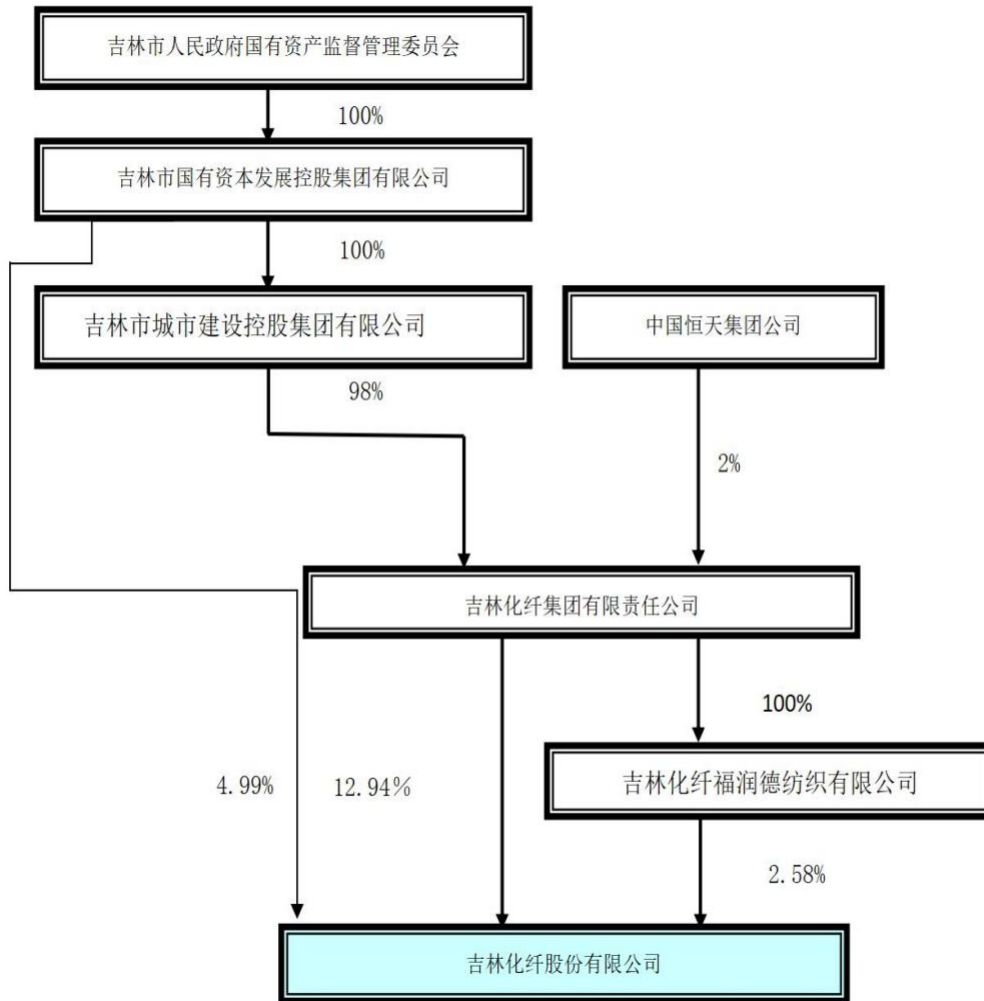 吉林市人民政府国有资产监督管理委员会
100%
吉林市国有资本发展控股集团有限公司
100%
吉林市城市建设控股集团有限公司
中国恒天集团公司
98%
2%
吉林化纤集团有限责任公司
100%
吉林化纤福润德纺织有限公司
4.99%
12.94%
2.58%
吉林化纤股份有限公司